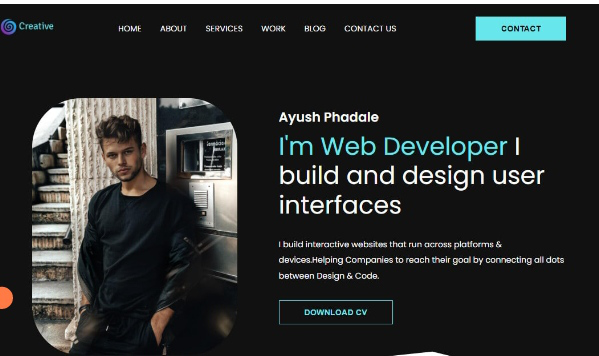 Creative
HOME ABOUT SERVICES WORK BLOG CONTACT US
CONTACT
Ayush Phadale
I'm Web Developer I
build and design user
interfaces
I build interactive websites that run across platforms &
devices.Helping Companies to reach their goal by connecting all dots
between Design & Code.
DOWNLOAD CV